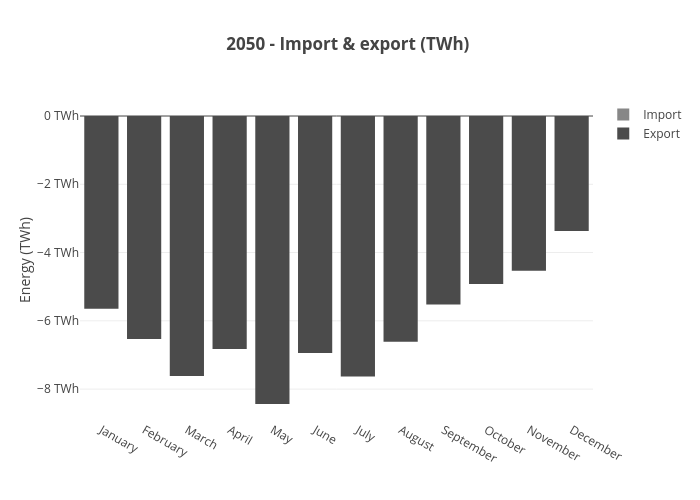 2050 - Import & export (TWh)
0 TWh
−2 TWh
−4 TWh
−6 TWh
−8 TWh
Energy (TWh)
January
February
March
April
May
June
July
August
September
October
November
December
Import
Export